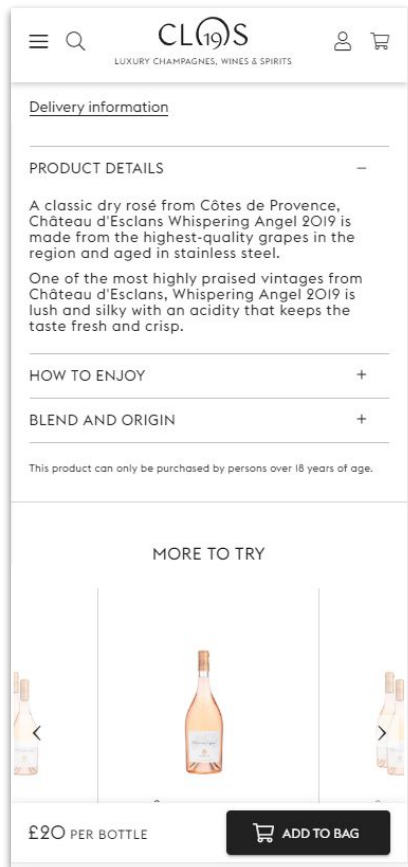 CLOS19
LUXURY CHAMPAGNES, WINES & SPIRITS
Delivery information
PRODUCT DETAILS
A classic dry rosé from Côtes de Provence,
Château d'Esclans Whispering Angel 2019 is
made from the highest-quality grapes in the
region and aged in stainless steel.
One of the most highly praised vintages from
Château d'Esclans, Whispering Angel 2019 is
lush and silky with an acidity that keeps the
taste fresh and crisp.
HOW TO ENJOY
BLEND AND ORIGIN
This product can only be purchased by persons over 18 years of age.
MORE TO TRY
£20 PER BOTTLE
ADD TO BAG